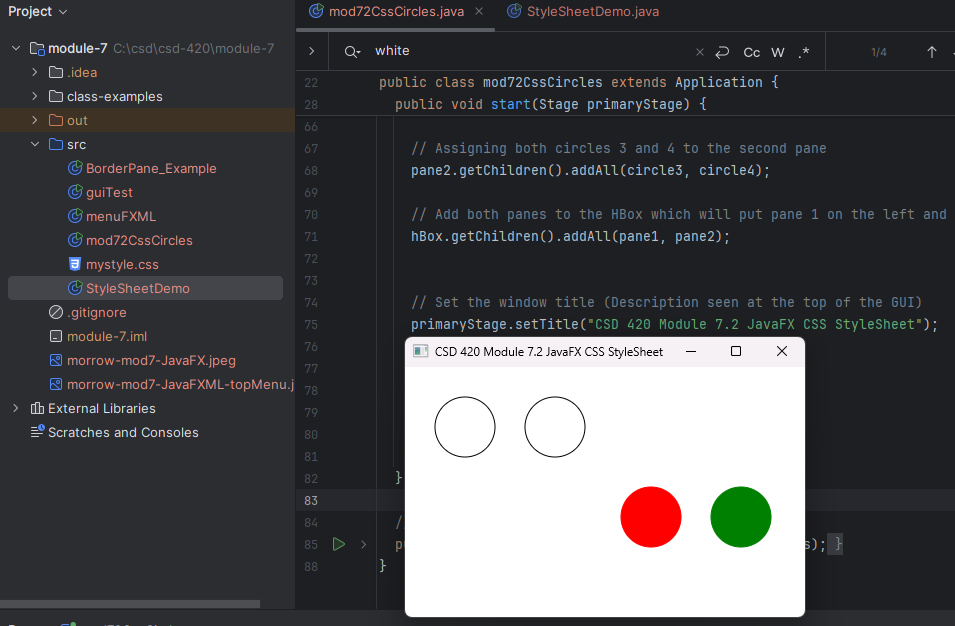 Project
module-7 C:\csd\csd-420\module-7
.idea
class-examples
out
src
BorderPane_Example
guiTest
menuFXML
mod72CssCircles
mystyle.css
StyleSheetDemo
.gitignore
module-7.iml
morrow-mod7-JavaFX.jpeg
morrow-mod7-JavaFXML-topMenu.j
External Libraries
Scratches and Consoles
mod72CssCircles.java
StyleSheetDemo.java
white
Cc W .* 1/4
22 public class mod72CssCircles extends Application {
28 public void start(Stage primaryStage) {
66
67 // Assigning both circles 3 and 4 to the second pane
68 pane2.getChildren().addAll(circle3, circle4);
69
70 // Add both panes to the HBox which will put pane 1 on the left and
71 hBox.getChildren().addAll(pane1, pane2);
72
73
74 // Set the window title (Description seen at the top of the GUI)
75 primaryStage.setTitle("CSD 420 Module 7.2 JavaFX CSS StyleSheet");
76
CSD 420 Module 7.2 JavaFX CSS StyleSheet
77
78
79
80
81
82 }
83
84 /
85 s); }
88 }